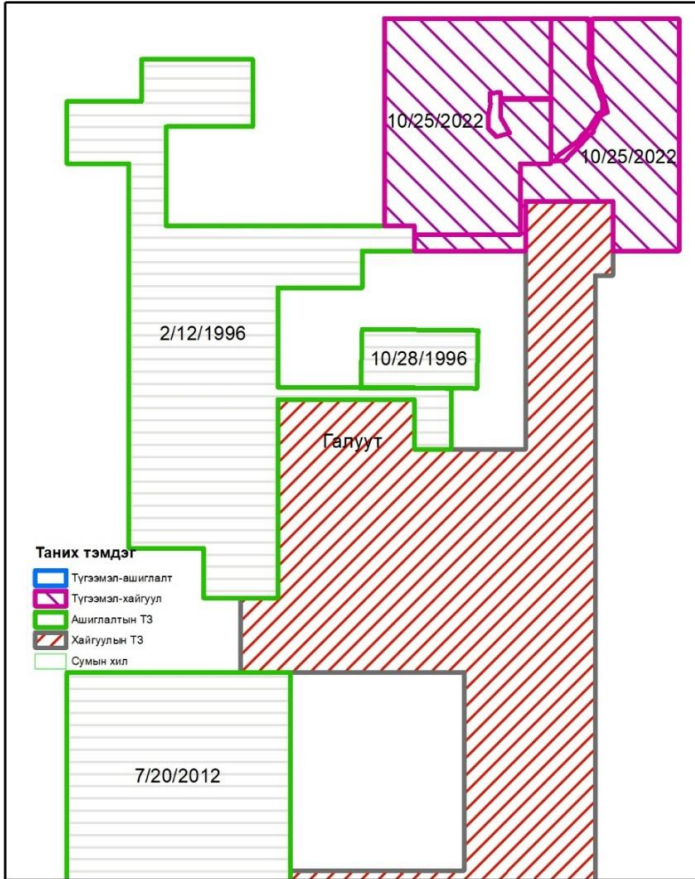 10/25/2022
10/25/2022
2/12/1996
10/28/1996
Галуут
Таних тэмдэг
Түгээмэл-ашиглалт
Түгээмэл-хайгуул
Ашиглалтын ТЗ
Хайгуулын ТЗ
Сумын хил
7/20/2012